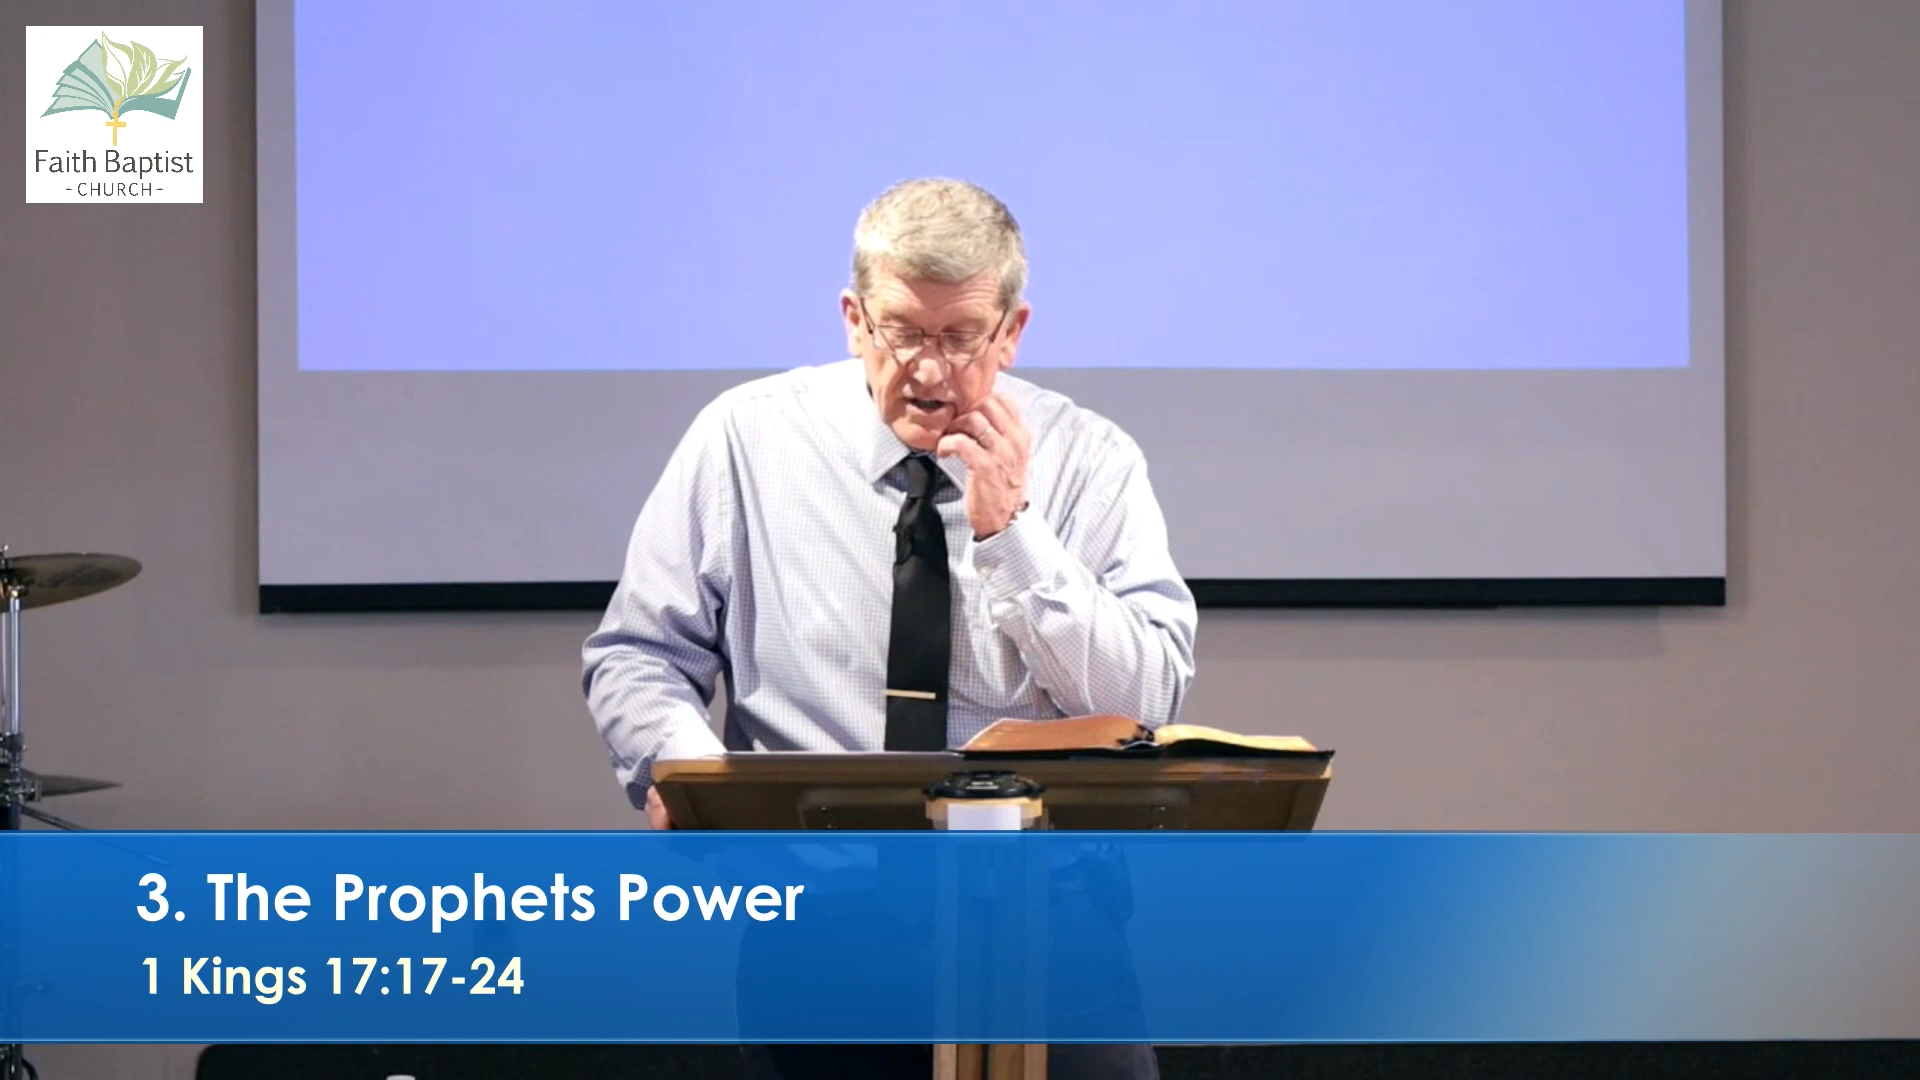 Faith Baptist
-CHURCH-
3. The Prophets Power
1 Kings 17:17-24